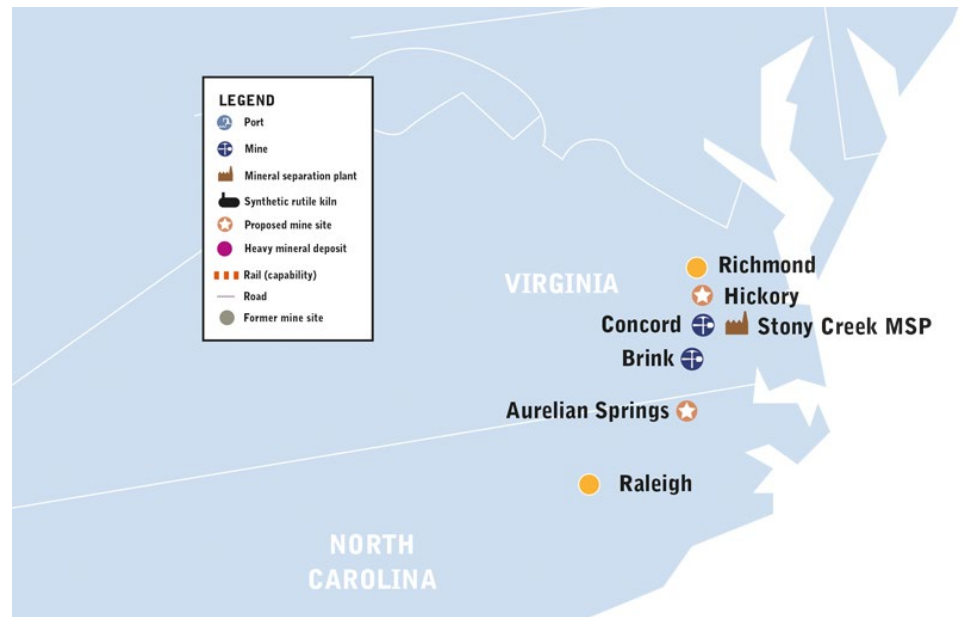 LEGEND
Port
Mine
Mineral separation plant
Synthetic rutile kiln
Proposed mine site
Heavy mineral deposit
Rail (capability)
Road
Former mine site
VIRGINIA
Richmond
Hickory
Concord
Stony Creek MSP
Brink
Aurelian Springs
Raleigh
NORTH
CAROLINA